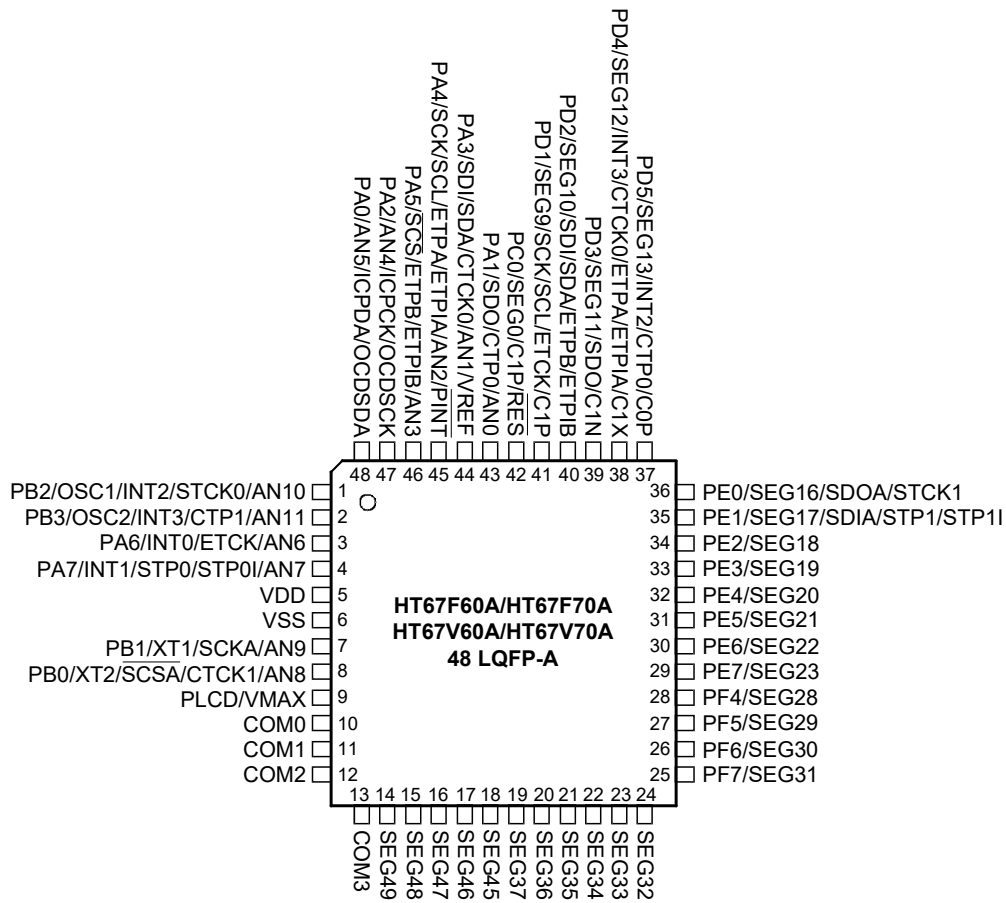 PA0/AN5/ICPDA/OCDSDA
PA2/AN4/ICPCK/OCDSCK
PA5/SCS/ETPB/ETPIB/AN3
PA4/SCK/SCL/ETPA/ETPIA/AN2/PINT
PA3/SDI/SDA/CTCK0/AN1/VREF
PA1/SDO/CTP0/AN0
PC0/SEG0/C1P/RES
PD1/SEG9/SCK/SCL/ETCK/C1P
PD2/SEG10/SDI/SDA/ETPB/ETPIB
PD3/SEG11/SDO/C1N
PD4/SEG12/INT3/CTCK0/ETPA/ETPIA/C1X
PD5/SEG13/INT2/CTP0/C0P
48 47 46 45 44 43 42 41 40 39 38 37
PB2/OSC1/INT2/STCK0/AN10 1
PB3/OSC2/INT3/CTP1/AN11 2
PA6/INT0/ETCK/AN6 3
PA7/INT1/STP0/STP0I/AN7 4
VDD 5
VSS 6
PB1/XT1/SCKA/AN9 7
PB0/XT2/SCSA/CTCK1/AN8 8
PLCD/VMAX 9
COM0 10
COM1 11
COM2 12
HT67F60A/HT67F70A
HT67V60A/HT67V70A
48 LQFP-A
36 PE0/SEG16/SDOA/STCK1
35 PE1/SEG17/SDIA/STP1/STP1I
34 PE2/SEG18
33 PE3/SEG19
32 PE4/SEG20
31 PE5/SEG21
30 PE6/SEG22
29 PE7/SEG23
28 PF4/SEG28
27 PF5/SEG29
26 PF6/SEG30
25 PF7/SEG31
13 14 15 16 17 18 19 20 21 22 23 24
COM3
SEG49
SEG48
SEG47
SEG46
SEG45
SEG37
SEG36
SEG35
SEG34
SEG33
SEG32